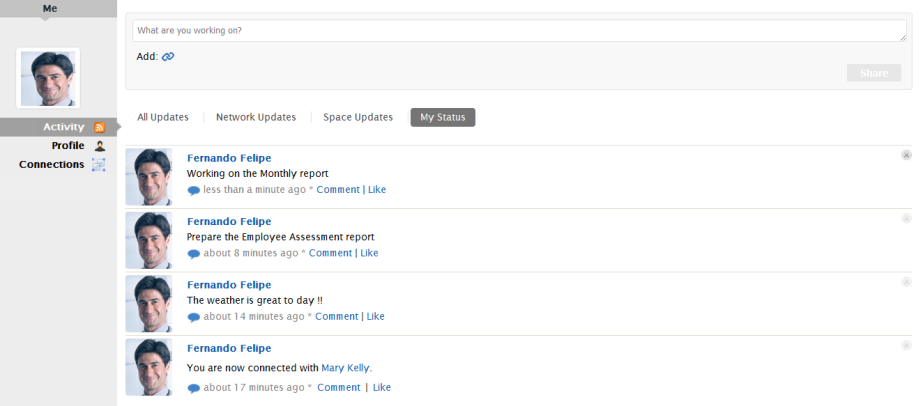 Me
What are you working on?
Add:
Share
Activity
Profile
Connections
All Updates
Network Updates
Space Updates
My Status
Fernando Felipe
Working on the Monthly report
less than a minute ago * Comment | Like
Fernando Felipe
Prepare the Employee Assessment report
about 8 minutes ago * Comment | Like
Fernando Felipe
The weather is great to day !!
about 14 minutes ago * Comment | Like
Fernando Felipe
You are now connected with Mary Kelly.
about 17 minutes ago * Comment | Like